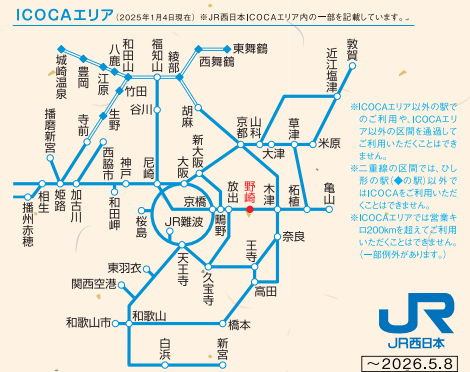 ICOCAエリア（2025年1月4日現在）※JR西日本ICOCAエリア内の一部を記載しています。
城崎温泉
豊岡
江原
八鹿
和田山
福知山
綾部
東舞鶴
西舞鶴
敦賀
近江塩津
竹田
生野
寺前
谷川
胡麻
新大阪
京都
山科
大津
草津
米原
播磨新宮
西脇市
神戸
尼崎
大阪
放出
野崎
木津
柘植
亀山
播州赤穂
相生
姫路
加古川
和田岬
桜島
京橋
JR難波
鴫野
奈良
東羽衣
天王寺
久宝寺
王寺
高田
関西空港
和歌山市
和歌山
橋本
白浜
新宮
※ICOCAエリア以外の駅で
のご利用や、ICOCAエリ
ア以外の区間を通過して
ご利用いただくことはでき
ません。
※二重線の区間では、ひし
形の駅(◆の駅)以外で
はICOCAをご利用いただ
くことはできません。
※ICOCAエリアでは営業キ
ロ200kmを超えてご利用
いただくことはできません。
(一部例外があります。)
JR
JR西日本
～2026.5.8